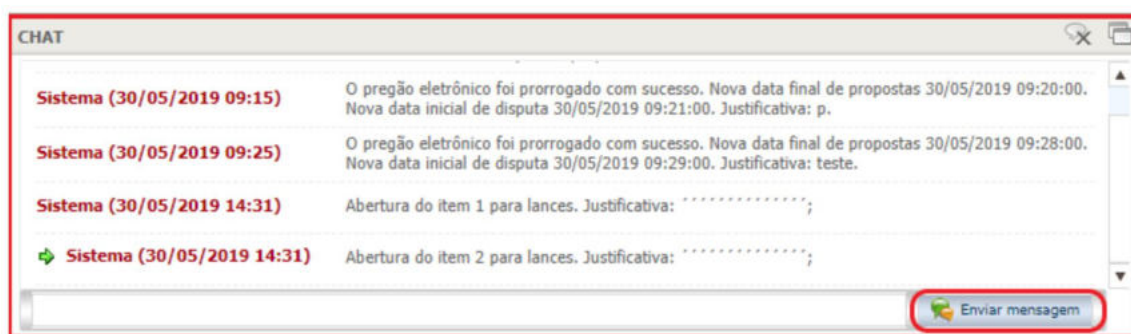 CHAT
Sistema (30/05/2019 09:15)
O pregão eletrônico foi prorrogado com sucesso. Nova data final de propostas 30/05/2019 09:20:00.
Nova data inicial de disputa 30/05/2019 09:21:00. Justificativa: p.
Sistema (30/05/2019 09:25)
O pregão eletrônico foi prorrogado com sucesso. Nova data final de propostas 30/05/2019 09:28:00.
Nova data inicial de disputa 30/05/2019 09:29:00. Justificativa: teste.
Sistema (30/05/2019 14:31)
Abertura do item 1 para lances. Justificativa: ´´´´´´´´´´´´´´;
Sistema (30/05/2019 14:31)
Abertura do item 2 para lances. Justificativa: ´´´´´´´´´´´´´´;
Enviar mensagem